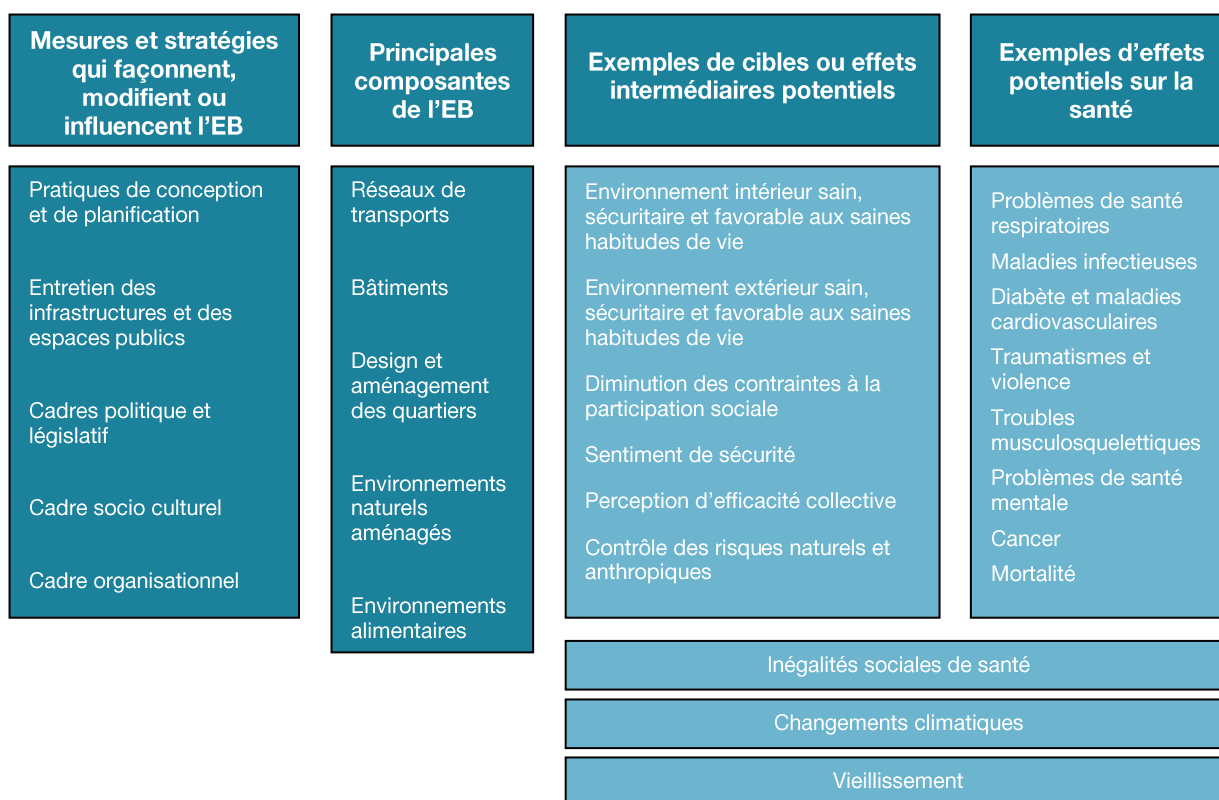 Mesures et stratégies
qui façonnent,
modifient ou
influencent l'EB
Pratiques de conception
et de planification
Entretien des
infrastructures et des
espaces publics
Cadres politique et
législatif
Cadre socio culturel
Cadre organisationnel
Principales
composantes
de l'EB
Réseaux de
transports
Bâtiments
Design et
aménagement
des quartiers
Environnements
naturels
aménagés
Environnements
alimentaires
Exemples de cibles ou effets
intermédiaires potentiels
Environnement intérieur sain,
sécuritaire et favorable aux saines
habitudes de vie
Environnement extérieur sain,
sécuritaire et favorable aux saines
habitudes de vie
Diminution des contraintes à la
participation sociale
Sentiment de sécurité
Perception d'efficacité collective
Contrôle des risques naturels et
anthropiques
Exemples d'effets
potentiels sur la
santé
Problèmes de santé
respiratoires
Maladies infectieuses
Diabète et maladies
cardiovasculaires
Traumatismes et
violence
Troubles
musculosquelettiques
Problèmes de santé
mentale
Cancer
Mortalité
Inégalités sociales de santé
Changements climatiques
Vieillissement